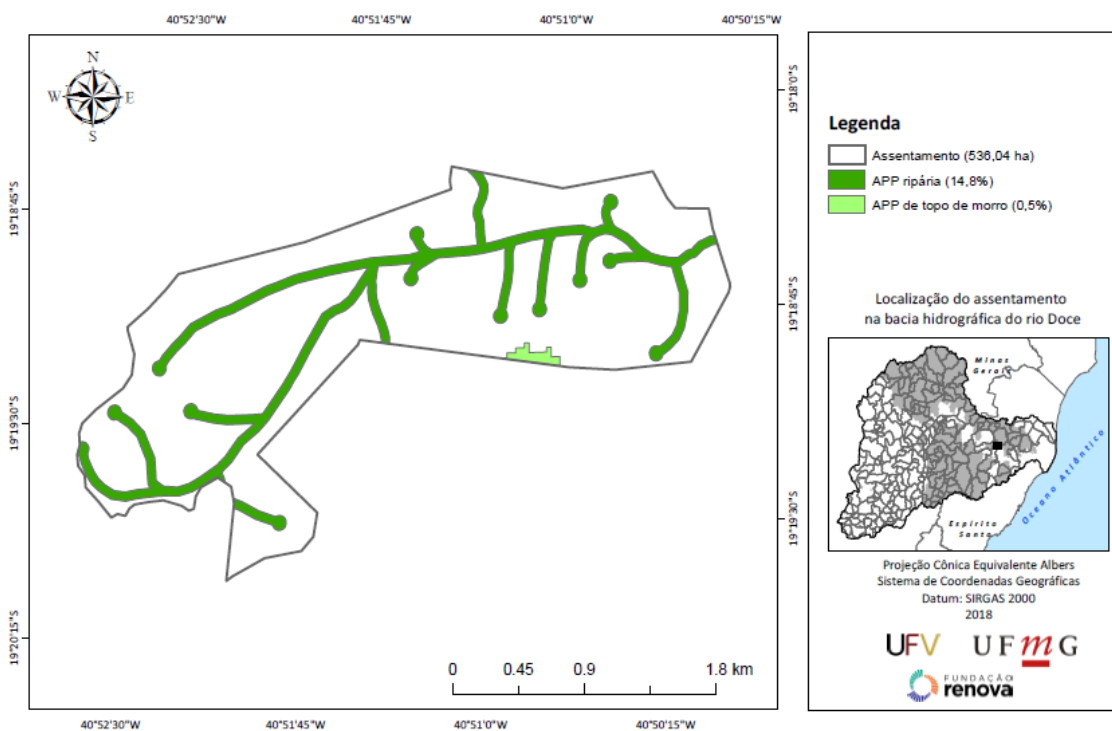 40°52'30"W 40°51'45"W 40°51'0"W 40°50'15"W
N
W E
S
19°18'0"S
19°18'45"S
19°18'45"S
19°19'30"S
19°19'30"S
19°20'15"S
0 0.45 0.9 1.8 km
40°52'30"W 40°51'45"W 40°51'0"W 40°50'15"W
Legenda
Assentamento (536,04 ha)
APP ripária (14,8%)
APP de topo de morro (0,5%)
Localização do assentamento
na bacia hidrográfica do rio Doce
Minas
Gerais
Oceano Atlântico
Espírito
Santo
Projeção Cônica Equivalente Albers
Sistema de Coordenadas Geográficas
Datum: SIRGAS 2000
2018
UFV UFmG
FUNDAÇÃO
renova